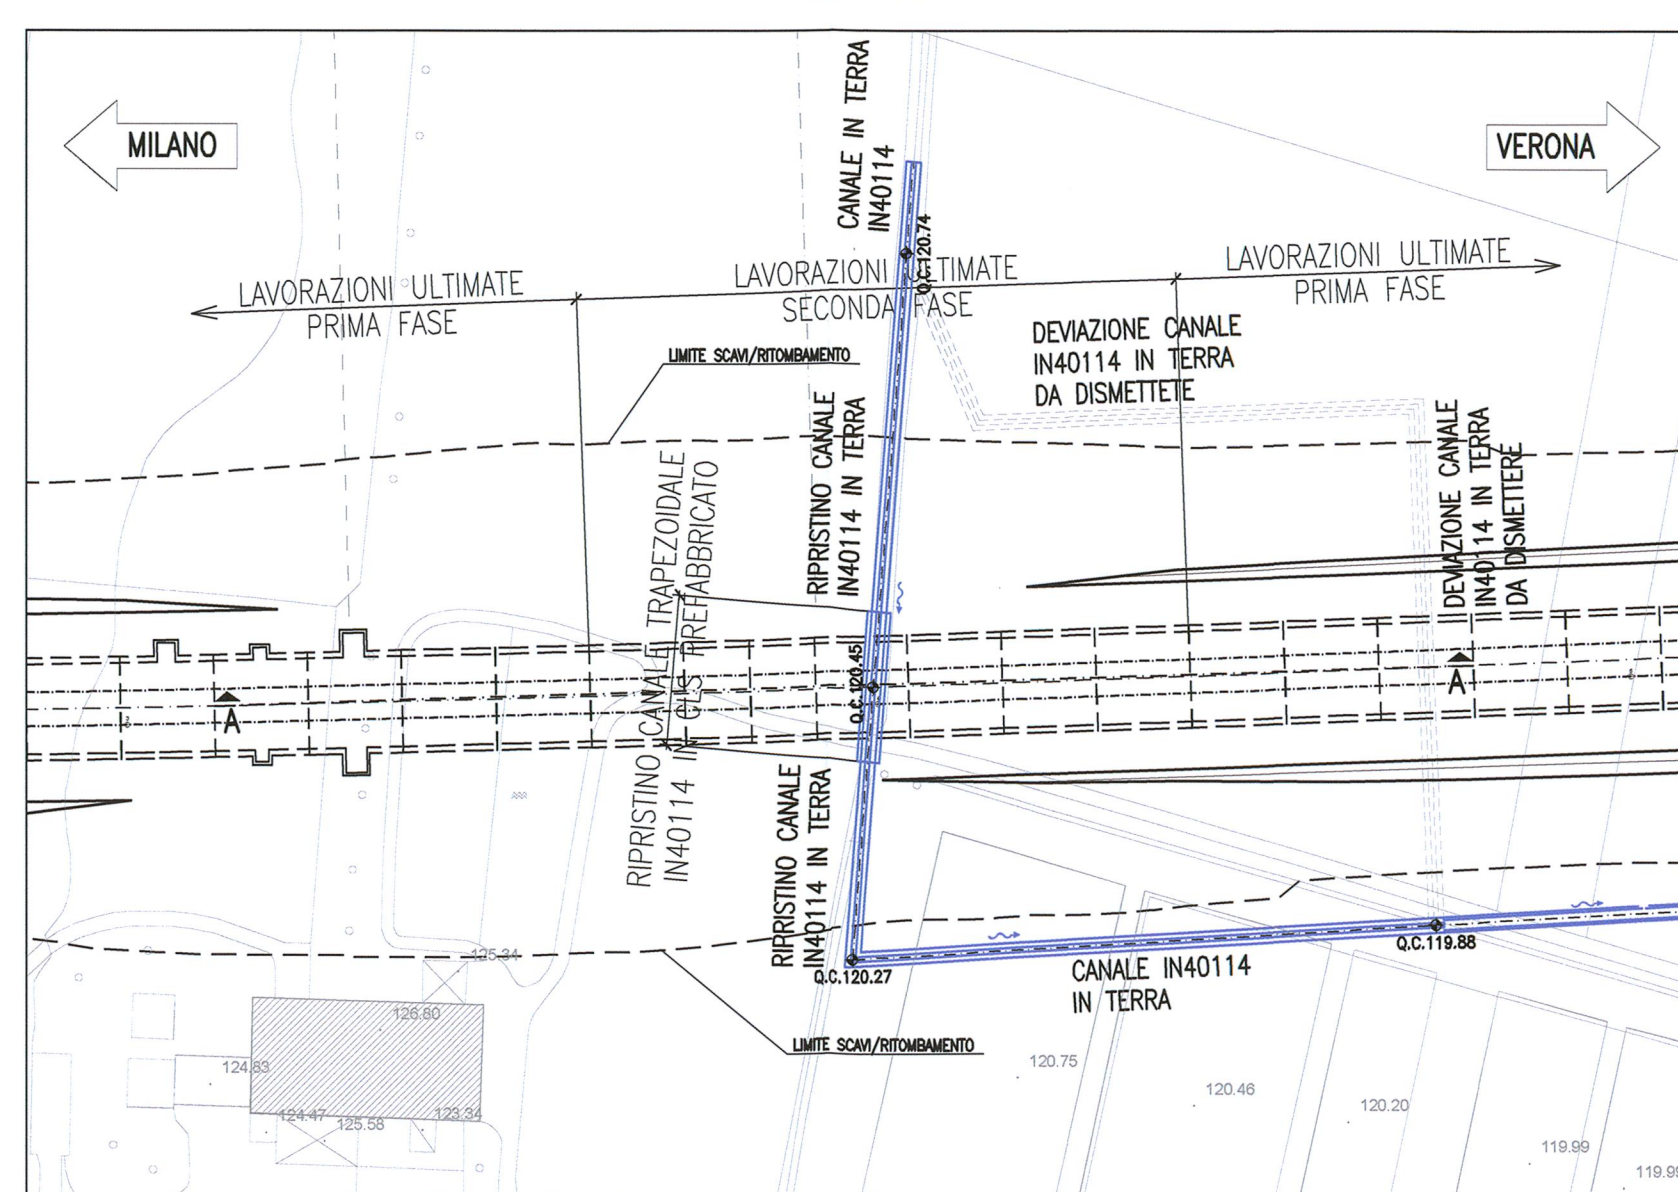 MILANO
VERONA
CANALE IN TERRA
IN40114
Q.C.120.74
LAVORAZIONI ULTIMATE
PRIMA FASE
LAVORAZIONI ULTIMATE
SECONDA FASE
LAVORAZIONI ULTIMATE
PRIMA FASE
LIMITE SCAVI/RITOMBAMENTO
DEVIAZIONE CANALE
IN40114 IN TERRA
DA DISMETTETE
RIPRISTINO CANALE
IN40114 IN TERRA
DEVIAZIONE CANALE
IN40114 IN TERRA
DA DISMETTERE
RIPRISTINO CANALE TRAPEZOIDALE
IN40114 IN CLS PREFABBRICATO
Q.C.120.45
A
A
RIPRISTINO CANALE
IN40114 IN TERRA
Q.C.120.27
Q.C.119.88
CANALE IN40114
IN TERRA
LIMITE SCAVI/RITOMBAMENTO
125.34
126.80
124.83
124.47
125.58
123.34
120.75
120.46
120.20
119.99
119.99